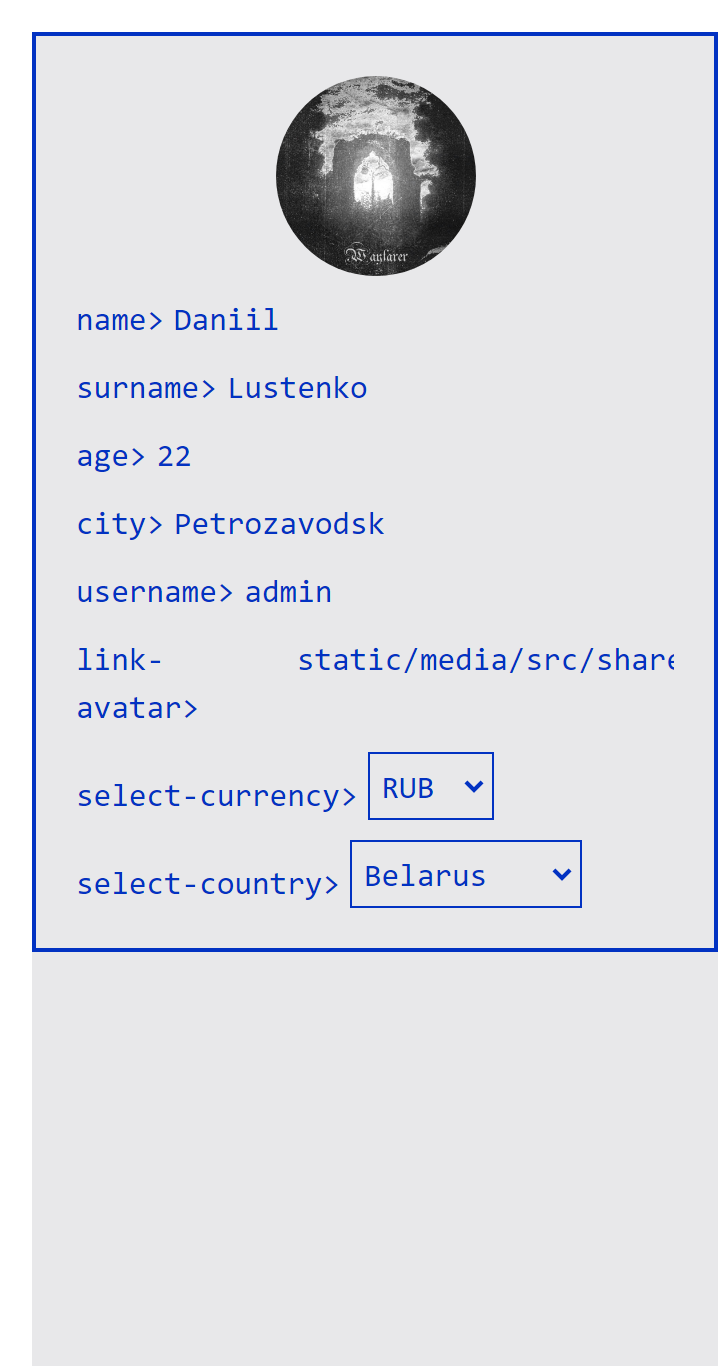 Wayfarer
name> Daniil
surname> Lustenko
age> 22
city> Petrozavodsk
username> admin
link- static/media/src/share
avatar>
select-currency> RUB
select-country> Belarus